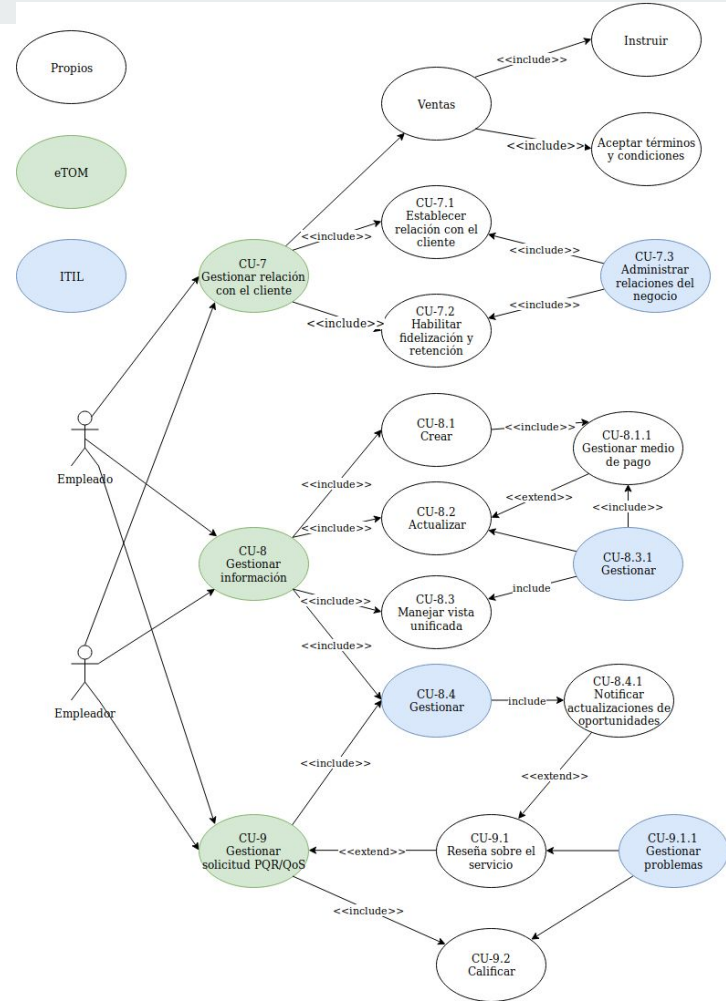 Propios
eTOM
ITIL
Instruir
<<include>>
Ventas
<<include>>
Aceptar términos
y condiciones
CU-7.1
Establecer
relación con el
cliente
<<include>>
<<include>>
CU-7
Gestionar relación
con el cliente
CU-7.3
Administrar
relaciones del
negocio
<<include>>
<<include>>
CU-7.2
Habilitar
fidelización y
retención
CU-8.1
Crear
<<include>>
CU-8.1.1
Gestionar medio
de pago
Empleado
<<include>>
<<extend>>
<<include>>
CU-8.2
Actualizar
<<include>>
CU-8
Gestionar
información
CU-8.3.1
Gestionar
include
<<include>>
CU-8.3
Manejar vista
unificada
<<include>>
CU-8.4
Gestionar
include
CU-8.4.1
Notificar
actualizaciones de
oportunidades
Empleador
<<include>>
<<extend>>
CU-9
Gestionar
solicitud PQR/QoS
<<extend>>
CU-9.1
Reseña sobre el
servicio
CU-9.1.1
Gestionar
problemas
<<include>>
CU-9.2
Calificar